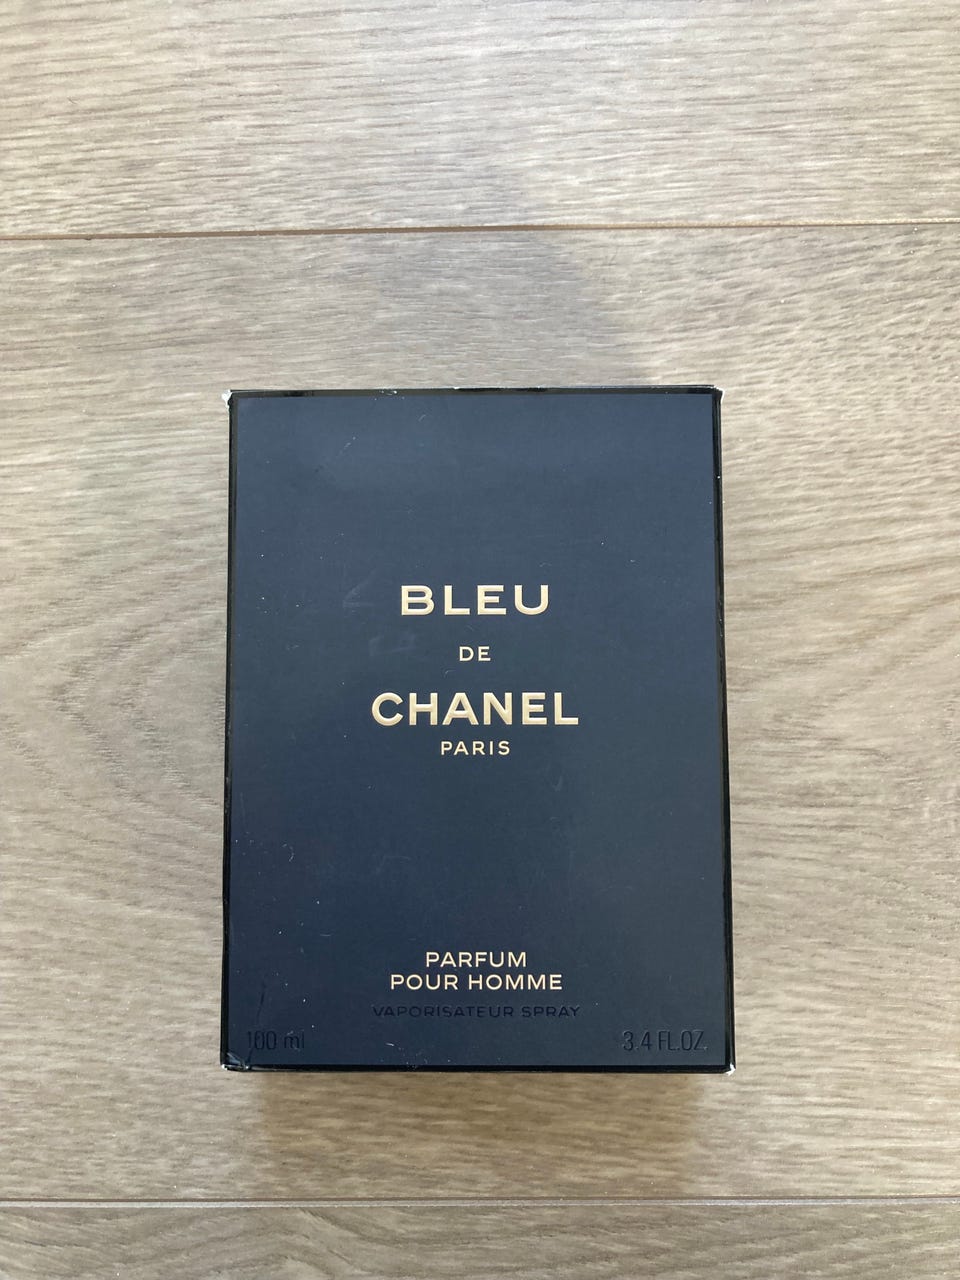 BLEU
DE
CHANEL
PARIS
PARFUM
POUR HOMME
VAPORISATEUR SPRAY
100 ml 3.4 FL.OZ.